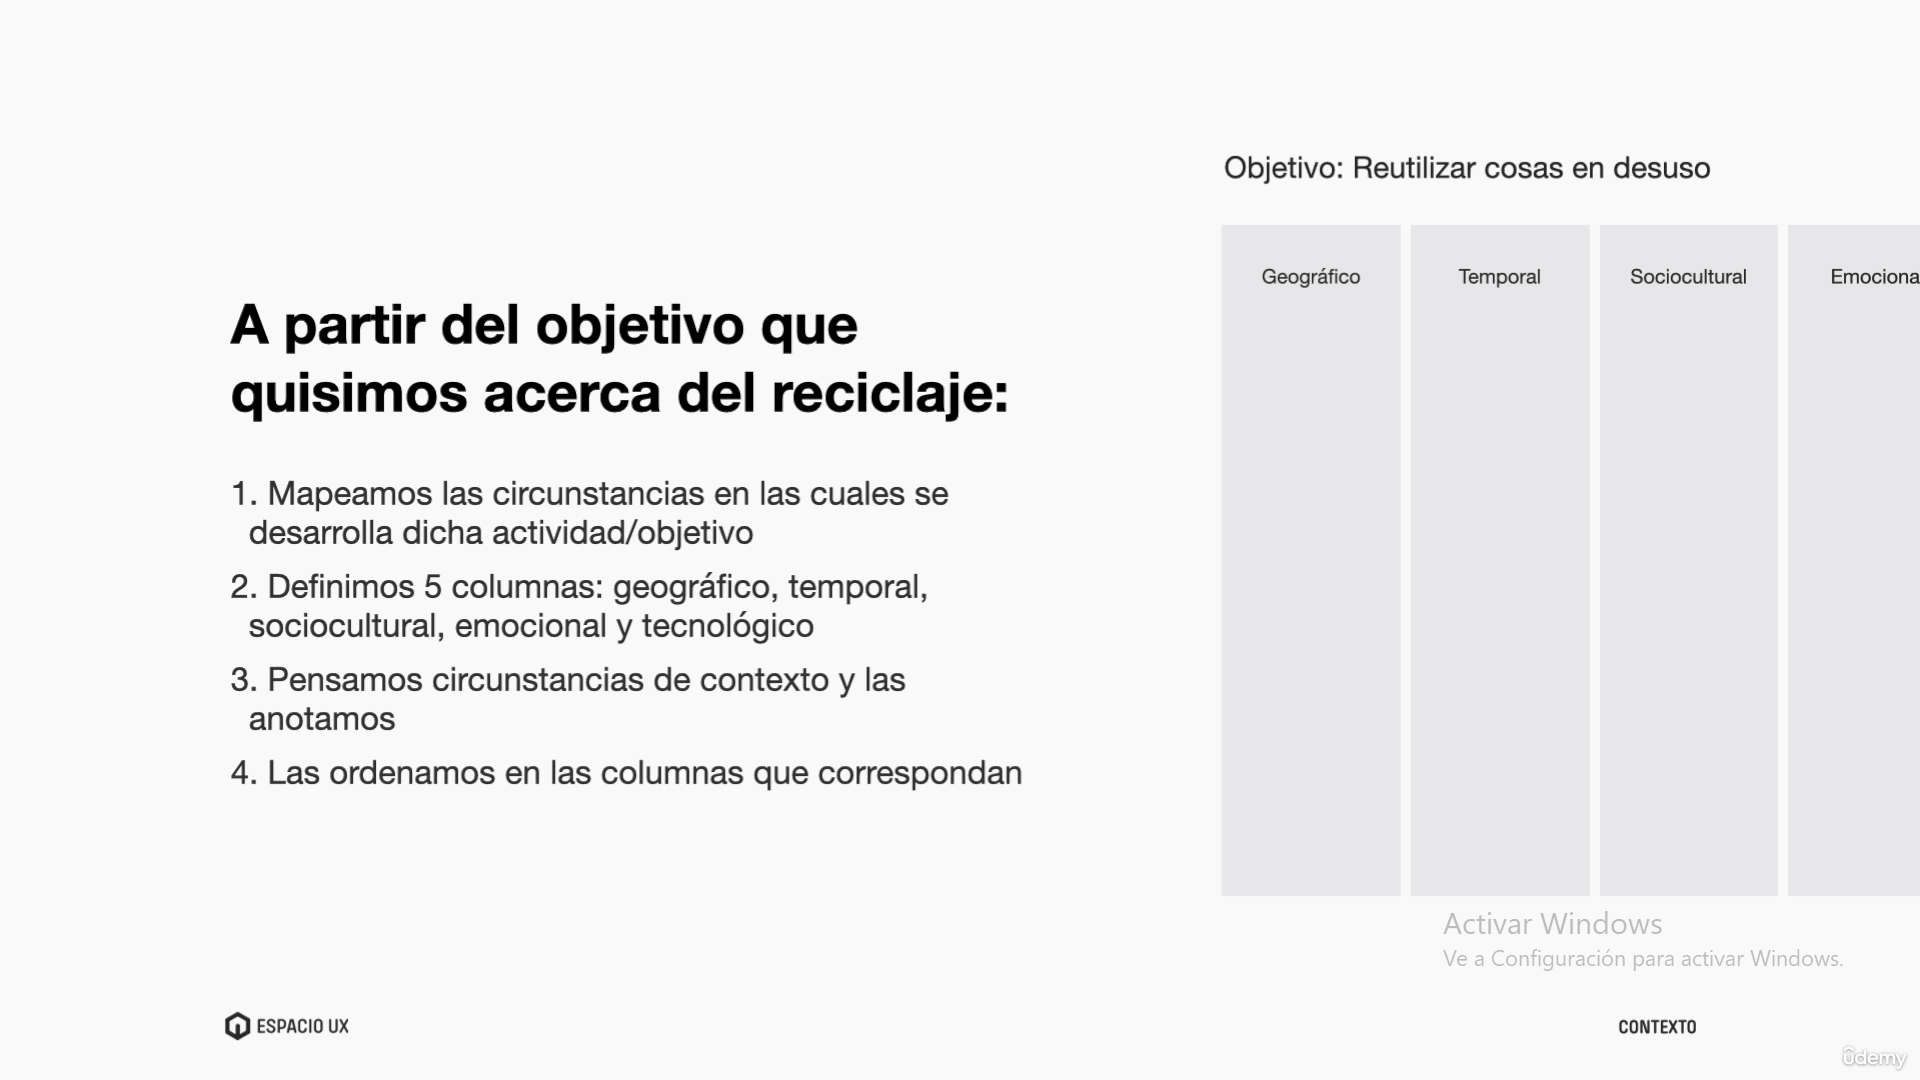 Objetivo: Reutilizar cosas en desuso
Geográfico
Temporal
Sociocultural
Emociona
A partir del objetivo que
quisimos acerca del reciclaje:
1. Mapeamos las circunstancias en las cuales se
desarrolla dicha actividad/objetivo
2. Definimos 5 columnas: geográfico, temporal,
sociocultural, emocional y tecnológico
3. Pensamos circunstancias de contexto y las
anotamos
4. Las ordenamos en las columnas que correspondan
Activar Windows
Ve a Configuración para activar Windows.
ESPACIO UX
CONTEXTO
ûdemy